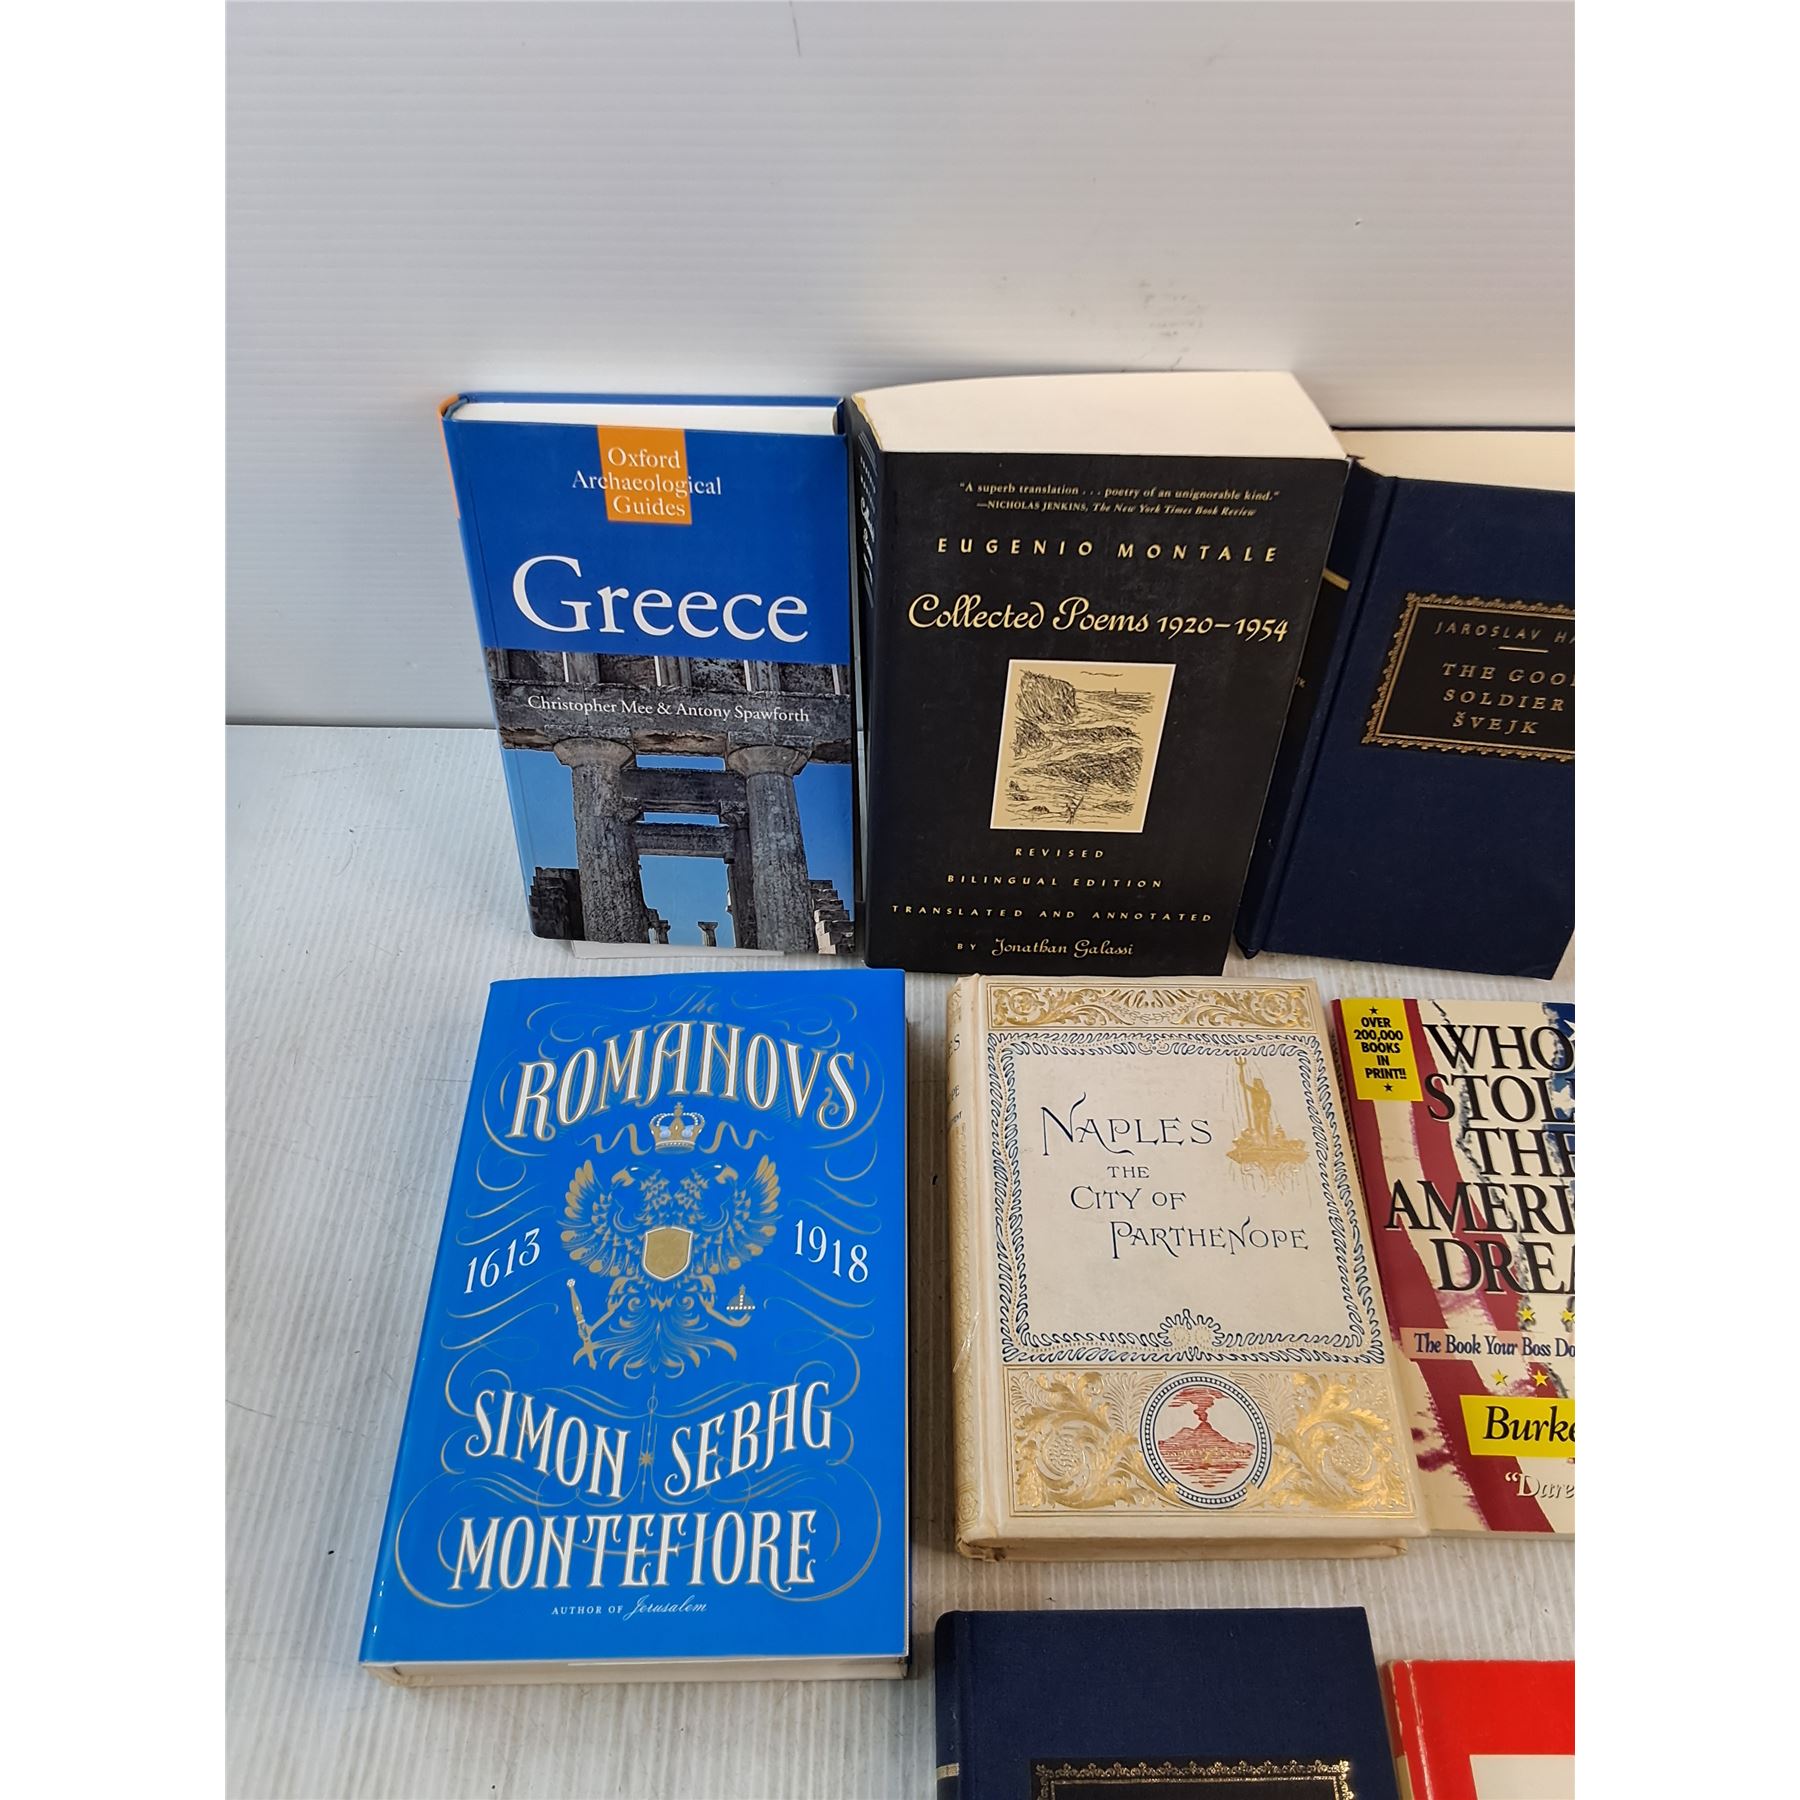 Oxford
Archaeological
Guides
Greece
Christopher Mee & Antony Spawforth
"A superb translation . . . poetry of an unignorable kind."
—NICHOLAS JENKINS, The New York Times Book Review
EUGENIO MONTALE
Collected Poems 1920–1954
REVISED
BILINGUAL EDITION
TRANSLATED AND ANNOTATED
BY Jonathan Galassi
JAROSLAV HA
THE GOO
SOLDIER
ŠVEJK
The
ROMANOVS
1613 1918
SIMON SEBAG
MONTEFIORE
AUTHOR OF Jerusalem
NAPLES
THE
CITY OF
PARTHENOPE
OVER
200,000
BOOKS
IN
PRINT!!
WHO
STOL
THE
AMERI
DREA
The Book Your Boss Do
Burke
"Dare